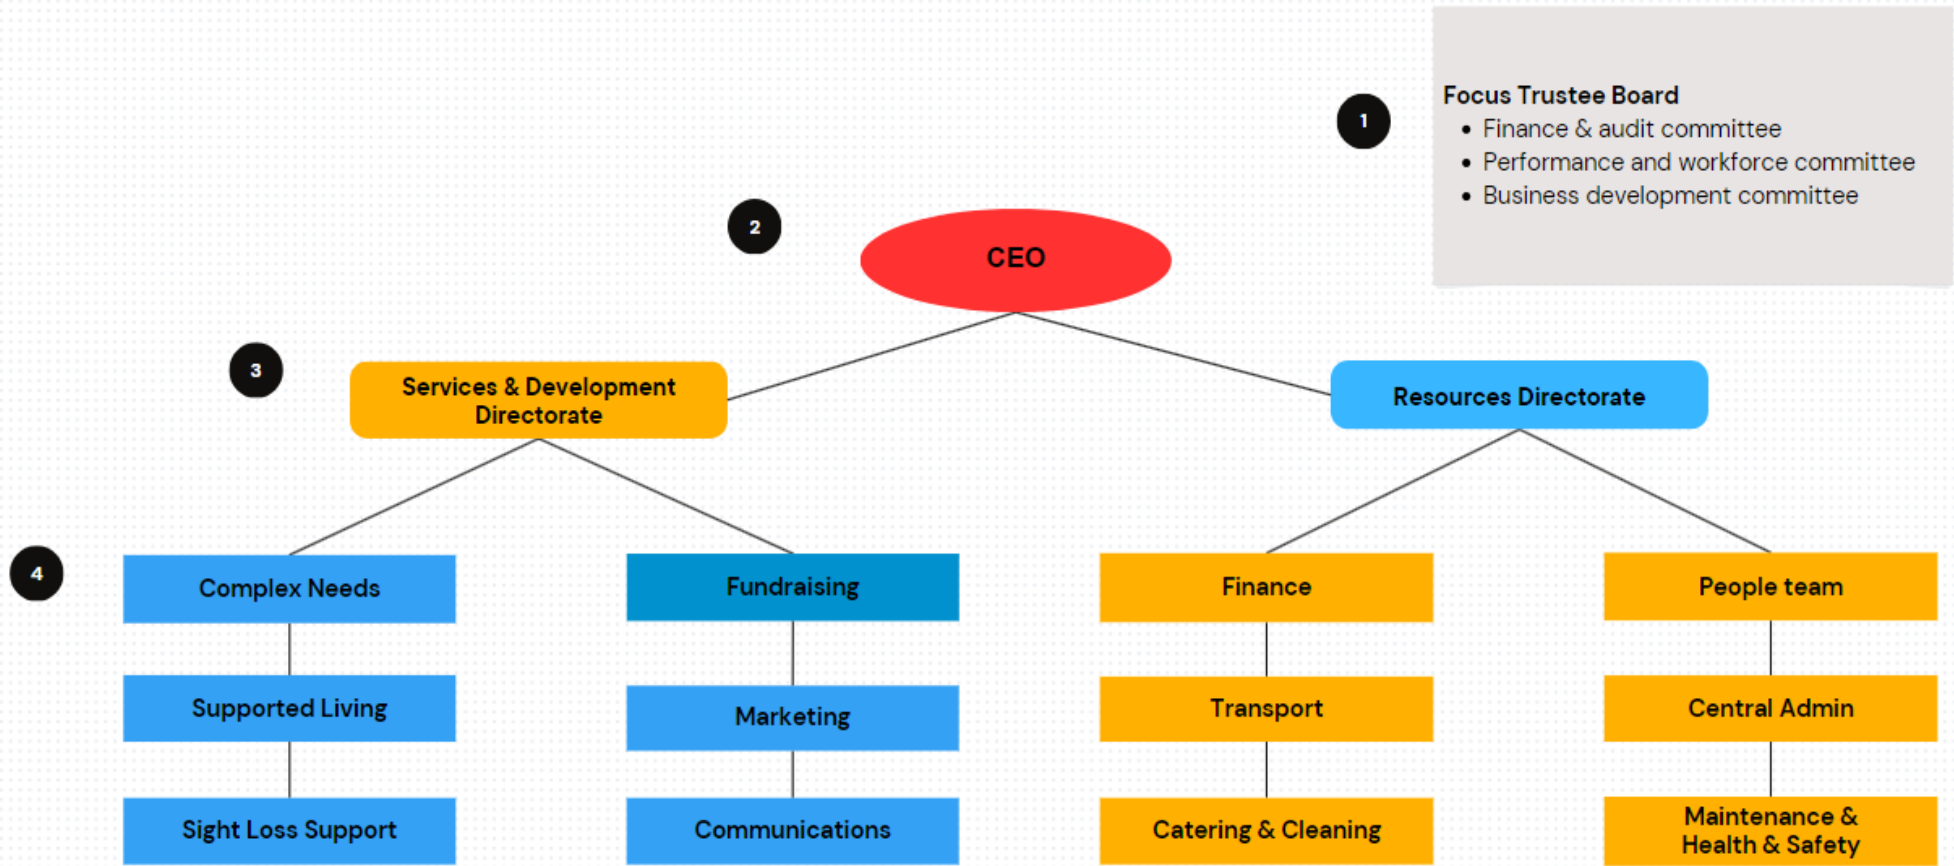 1
Focus Trustee Board
• Finance & audit committee
• Performance and workforce committee
• Business development committee
2
CEO
3
Services & Development
Directorate
Resources Directorate
4
Complex Needs
Fundraising
Finance
People team
Supported Living
Marketing
Transport
Central Admin
Sight Loss Support
Communications
Catering & Cleaning
Maintenance &
Health & Safety